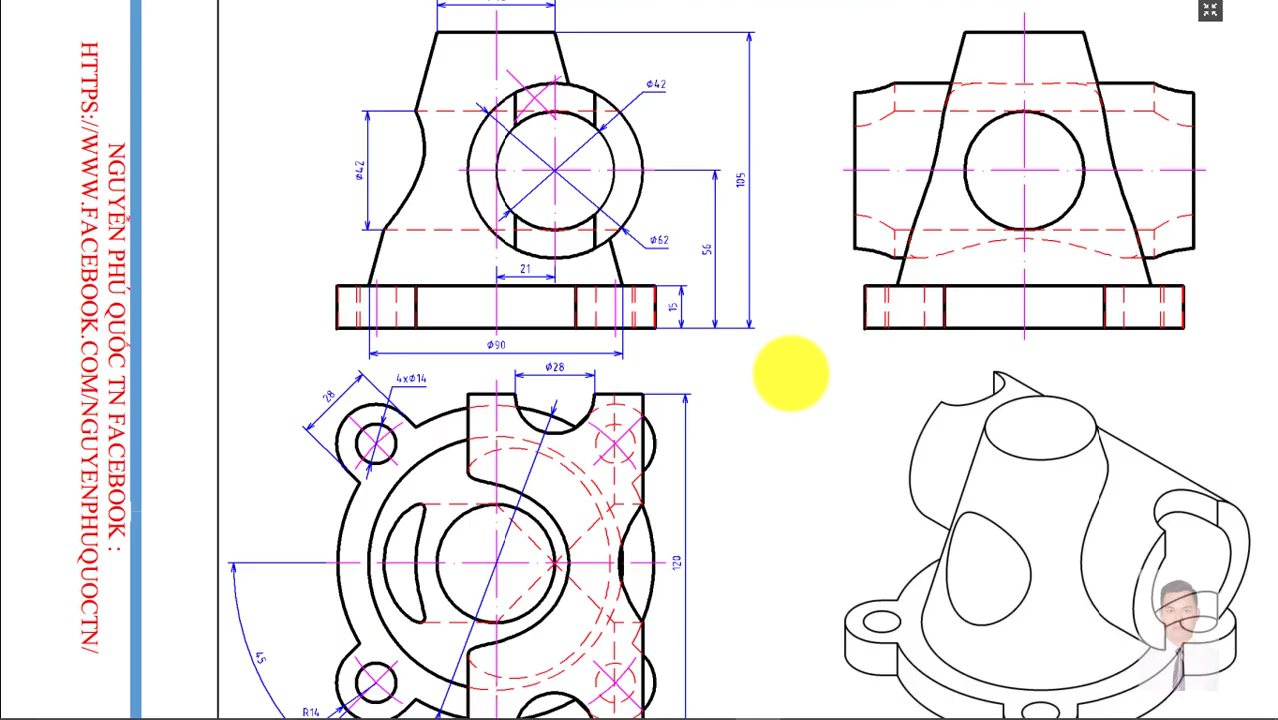 NGUYỄN PHÚ QUỐC TN FACEBOOK :
HTTPS://WWW.FACEBOOK.COM/NGUYENPHUQUOCTN/
Φ42
Φ42
105
56
Φ62
21
15
Φ90
Φ28
4xΦ14
28
120
45
R14